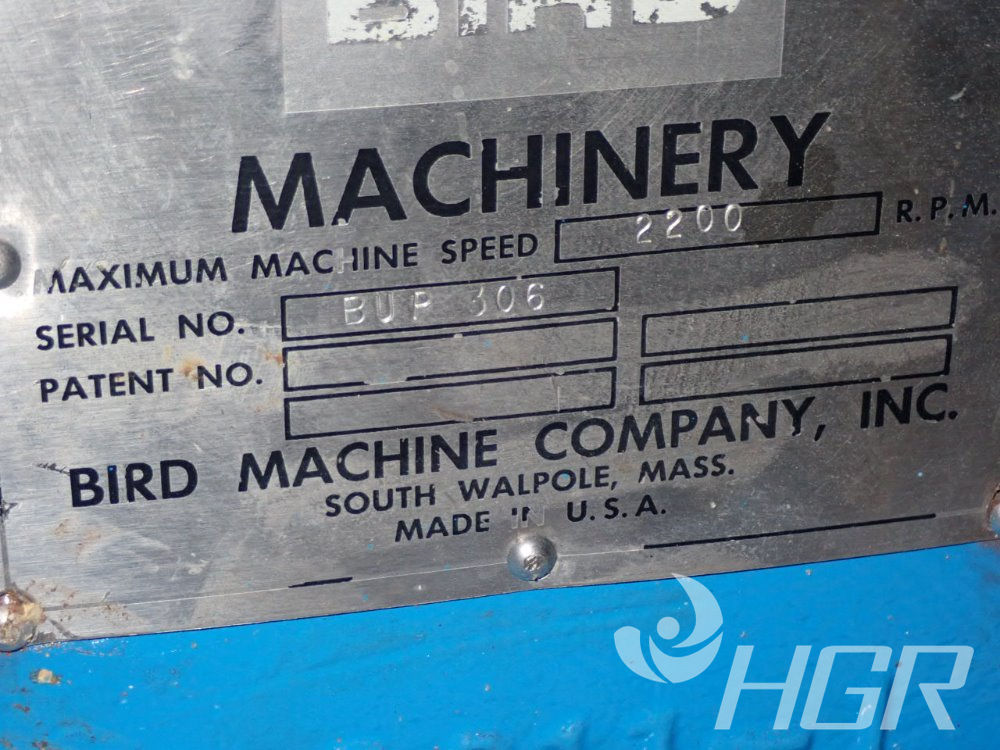 BIRD
MACHINERY
MAXIMUM MACHINE SPEED 2200 R.P.M.
SERIAL NO. BUP 306
PATENT NO.
BIRD MACHINE COMPANY, INC.
SOUTH WALPOLE, MASS.
MADE IN U.S.A.
HGR